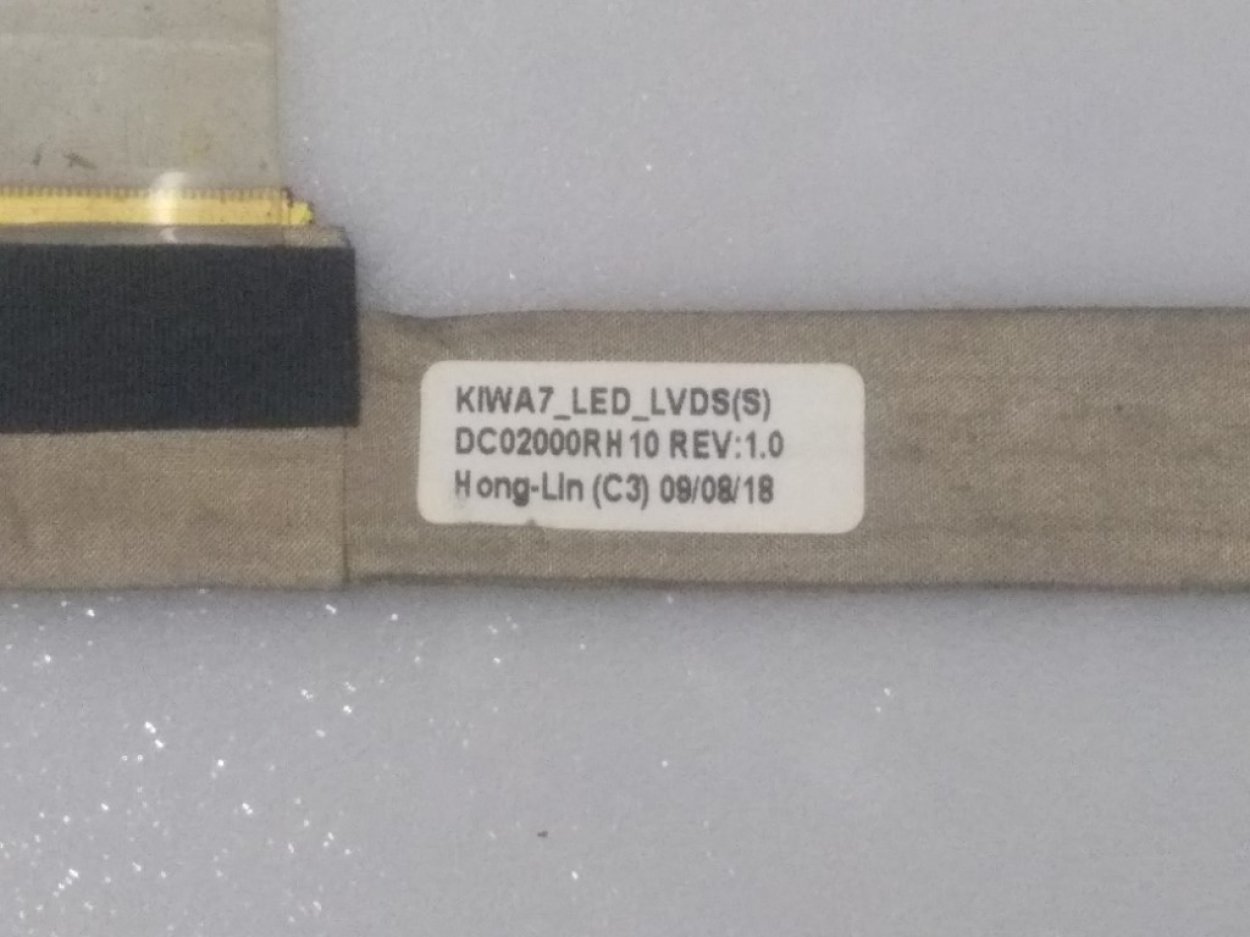 KIWA7_LED_LVDS(S)
DC02000RH10 REV:1.0
Hong-Lin (C3) 09/08/18